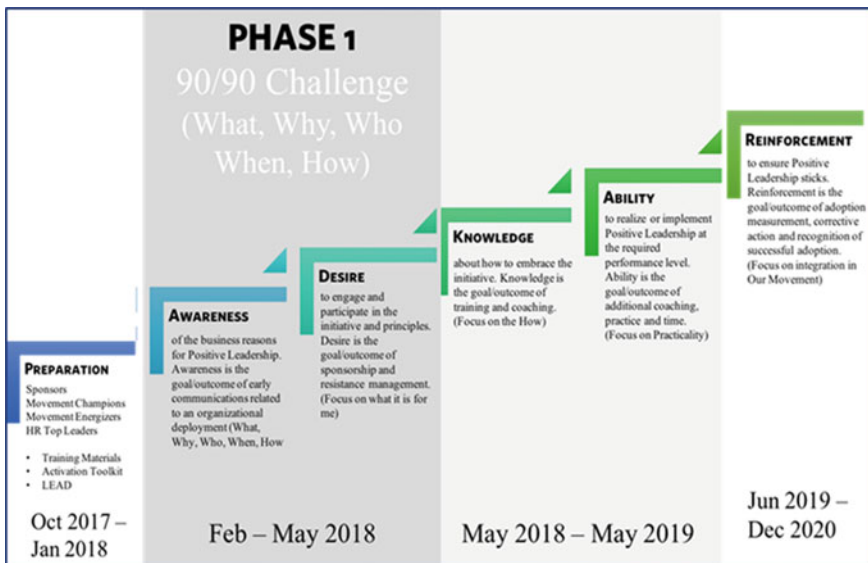 PHASE 1
90/90 Challenge
(What, Why, Who
When, How)
PREPARATION
Sponsors
Movement Champions
Movement Energizers
HR Top Leaders
• Training Materials
• Activation Toolkit
• LEAD
Oct 2017 –
Jan 2018
AWARENESS
of the business reasons
for Positive Leadership.
Awareness is the
goal/outcome of early
communications related
to an organizational
deployment (What,
Why, Who, When, How
DESIRE
to engage and
participate in the
initiative and principles.
Desire is the
goal/outcome of
sponsorship and
resistance management.
(Focus on what it is for
me)
Feb – May 2018
KNOWLEDGE
about how to embrace the
initiative. Knowledge is
the goal/outcome of
training and coaching.
(Focus on the How)
ABILITY
to realize or implement
Positive Leadership at
the required
performance level.
Ability is the
goal/outcome of
additional coaching,
practice and time.
(Focus on Practicality)
May 2018 – May 2019
REINFORCEMENT
to ensure Positive
Leadership sticks.
Reinforcement is the
goal/outcome of adoption
measurement, corrective
action and recognition of
successful adoption.
(Focus on integration in
Our Movement)
Jun 2019 –
Dec 2020